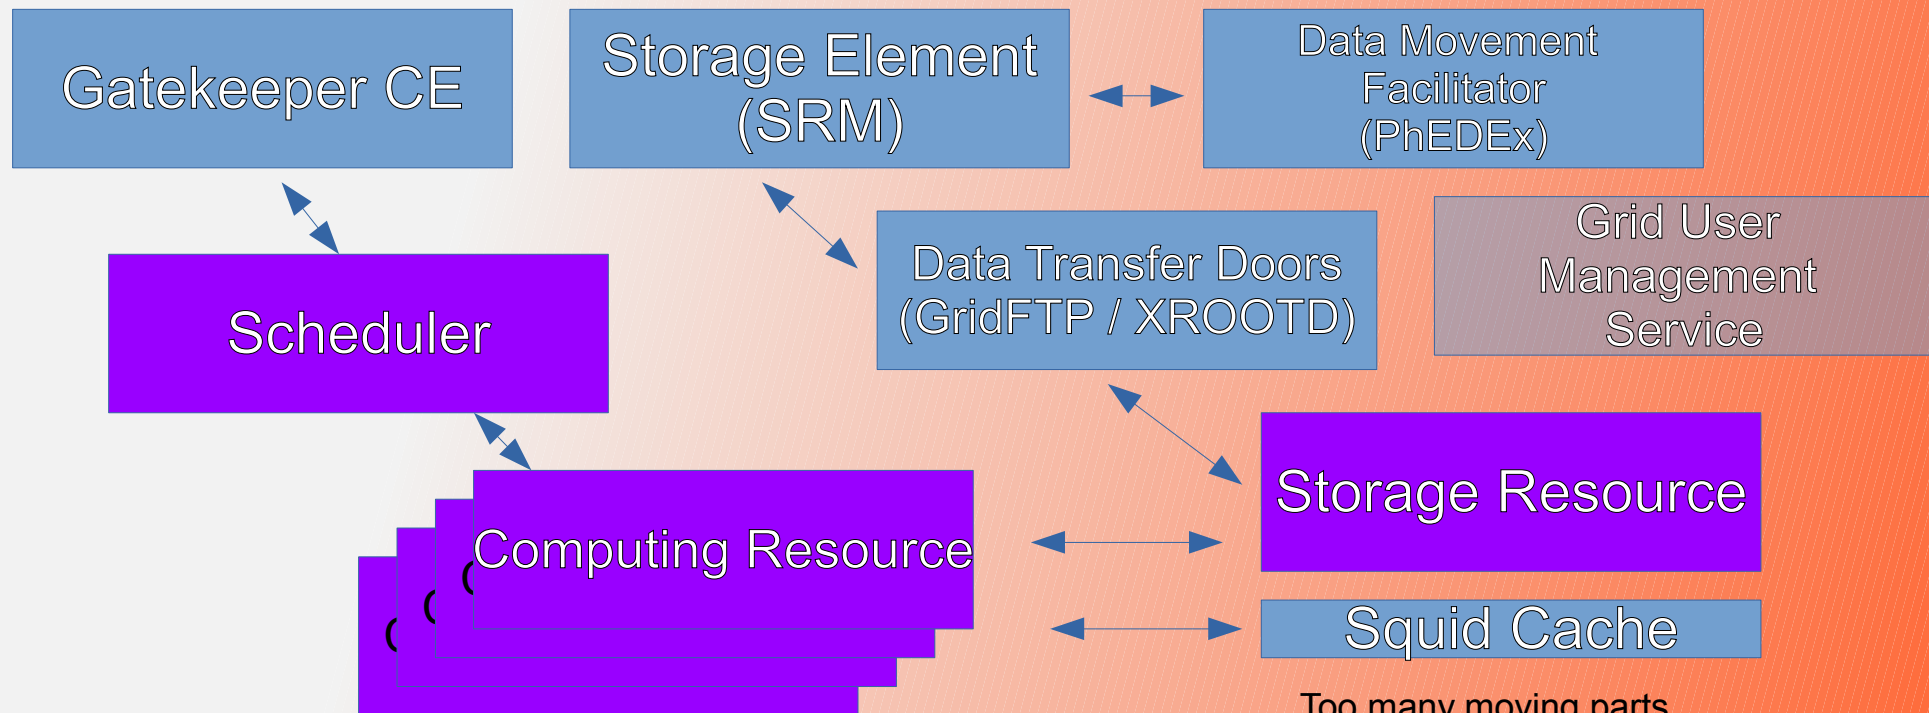 Gatekeeper CE
Storage Element
(SRM)
Data Movement
Facilitator
(PhEDEx)
Grid User
Management
Service
Data Transfer Doors
(GridFTP / XROOTD)
Scheduler
Storage Resource
Computing Resource
Squid Cache
Too many moving parts